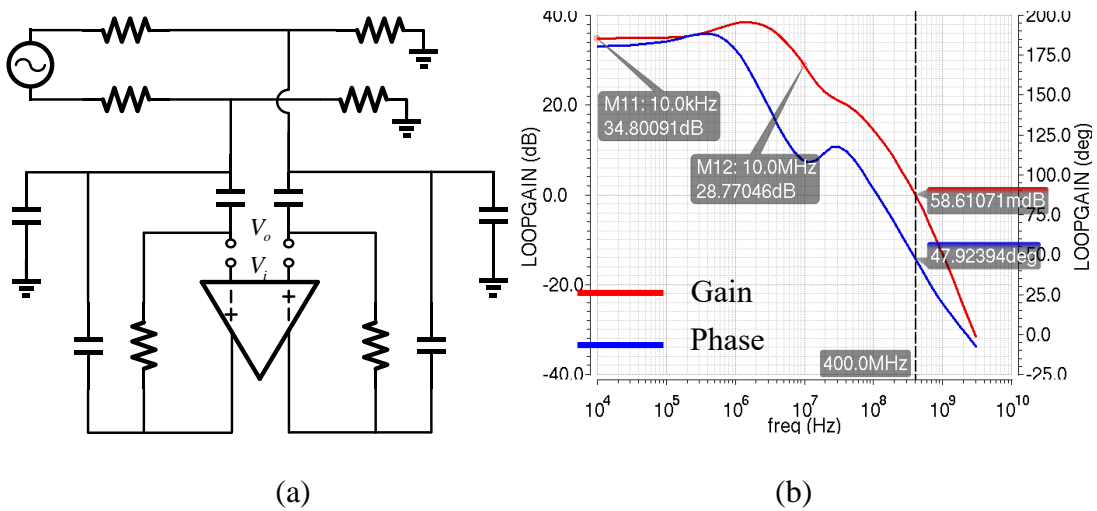 V_o
V_i
− +
+ −
(a)
LOOPGAIN (dB)
40.0
20.0
0.0
-20.0
-40.0
LOOPGAIN (deg)
200.0
175.0
150.0
125.0
100.0
75.0
50.0
25.0
0.0
-25.0
M11: 10.0kHz
34.80091dB
M12: 10.0MHz
28.77046dB
58.61071mdB
47.92394deg
Gain
Phase
400.0MHz
10^4
10^5
10^6
10^7
10^8
10^9
10^10
freq (Hz)
(b)